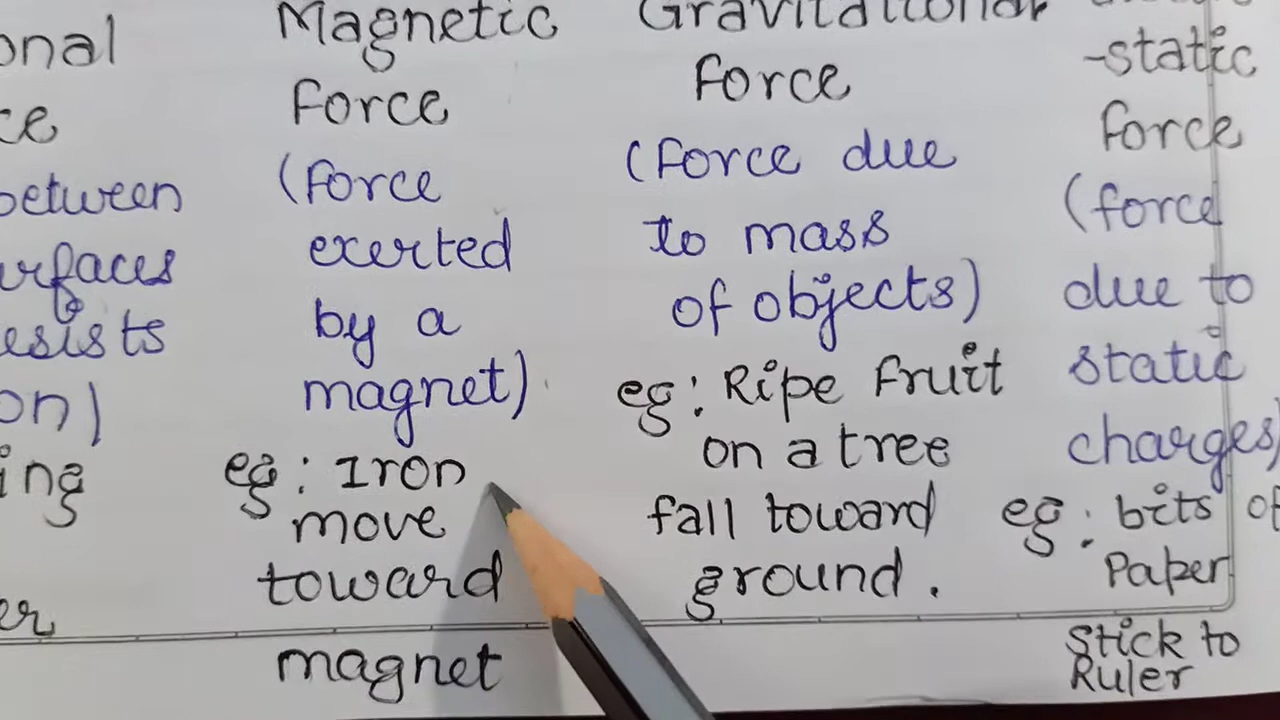 onal
ce
between
urfaces
esists
on)
ing
er
Magnetic
Force
(Force
exerted
by a
magnet)
eg: Iron
move
toward
magnet
Gravitational
Force
(Force due
to mass
of objects)
eg: Ripe Fruit
on a tree
fall toward
ground.
-static
Force
(force
due to
static
charges)
eg: bits of
Paper
Stick to
Ruler